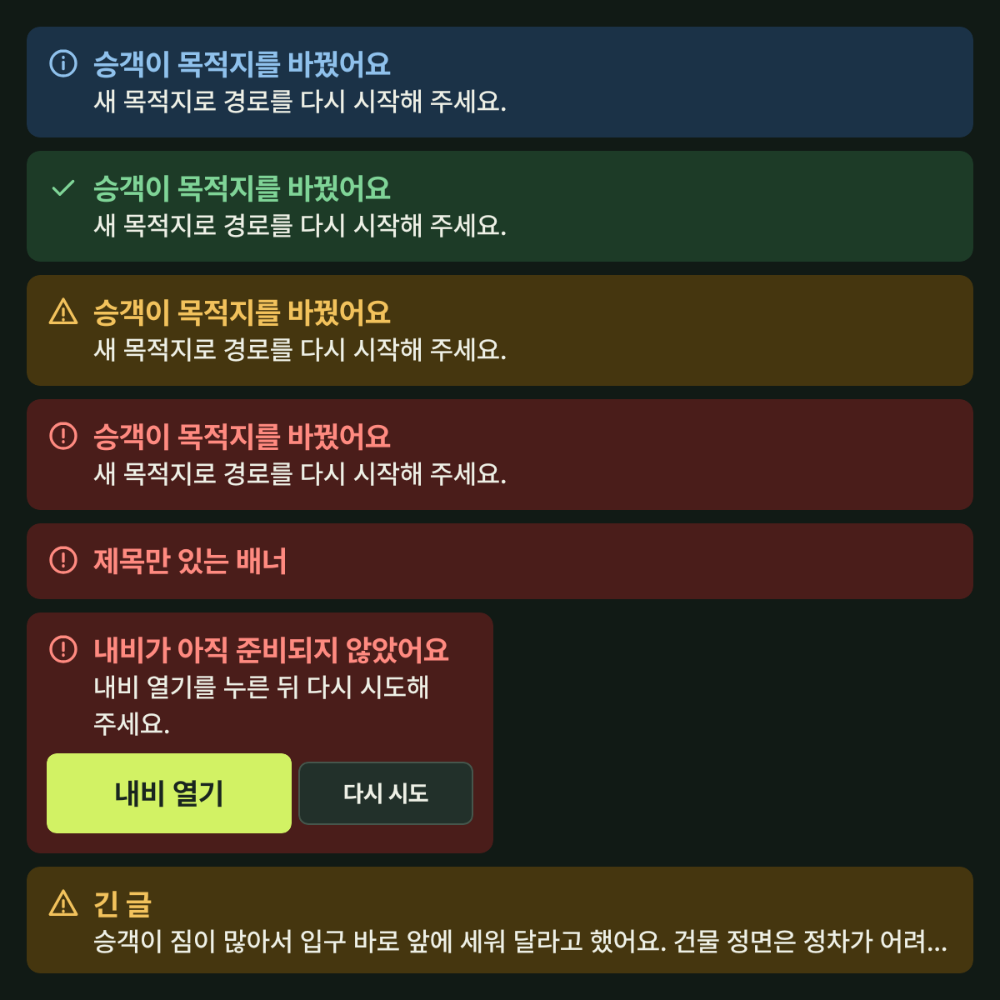 승객이 목적지를 바꿨어요
새 목적지로 경로를 다시 시작해 주세요.
승객이 목적지를 바꿨어요
새 목적지로 경로를 다시 시작해 주세요.
승객이 목적지를 바꿨어요
새 목적지로 경로를 다시 시작해 주세요.
승객이 목적지를 바꿨어요
새 목적지로 경로를 다시 시작해 주세요.
제목만 있는 배너
내비가 아직 준비되지 않았어요
내비 열기를 누른 뒤 다시 시도해
주세요.
내비 열기
다시 시도
긴 글
승객이 짐이 많아서 입구 바로 앞에 세워 달라고 했어요. 건물 정면은 정차가 어려...